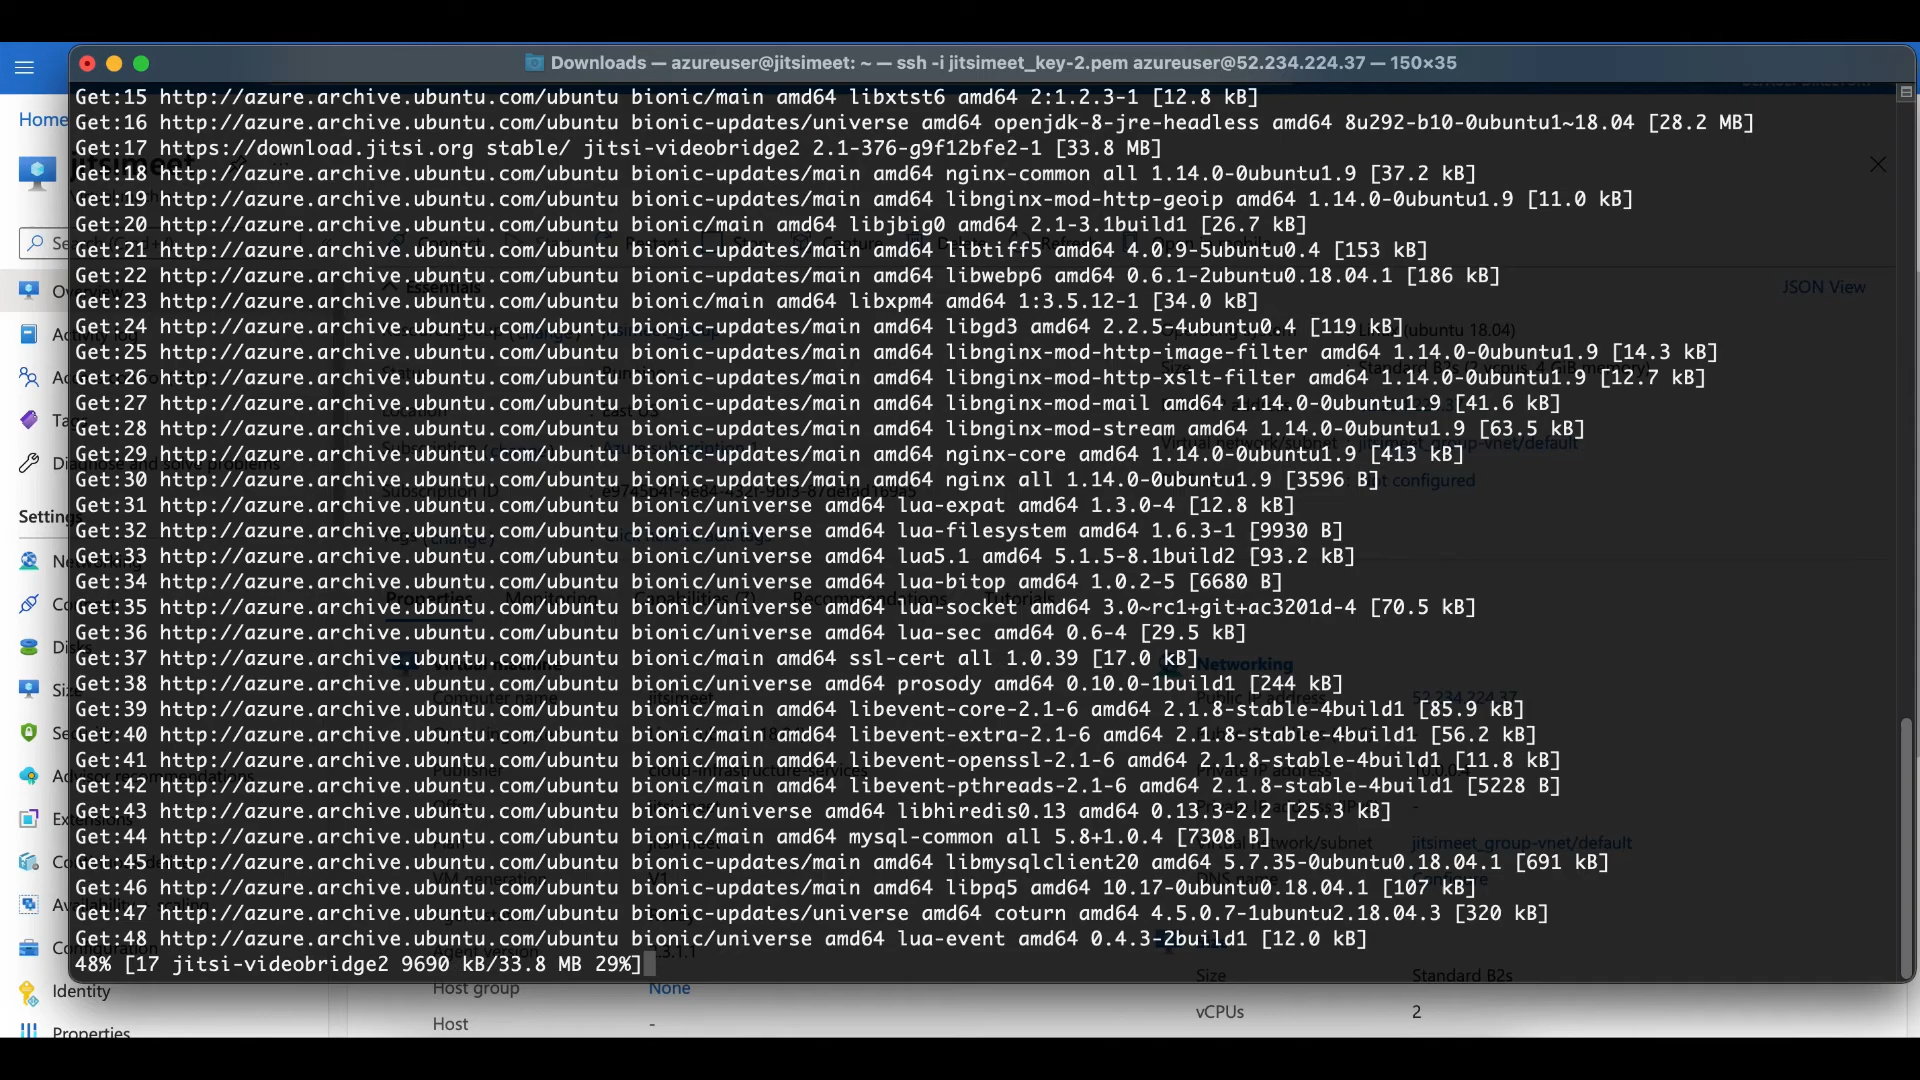 Downloads — azureuser@jitsimeet: ~ — ssh -i jitsimeet_key-2.pem azureuser@52.234.224.37 — 150×35
Get:15 http://azure.archive.ubuntu.com/ubuntu bionic/main amd64 libxtst6 amd64 2:1.2.3-1 [12.8 kB]
Get:16 http://azure.archive.ubuntu.com/ubuntu bionic-updates/universe amd64 openjdk-8-jre-headless amd64 8u292-b10-0ubuntu1~18.04 [28.2 MB]
Get:17 https://download.jitsi.org stable/ jitsi-videobridge2 2.1-376-g9f12bfe2-1 [33.8 MB]
Get:18 http://azure.archive.ubuntu.com/ubuntu bionic-updates/main amd64 nginx-common all 1.14.0-0ubuntu1.9 [37.2 kB]
Get:19 http://azure.archive.ubuntu.com/ubuntu bionic-updates/main amd64 libnginx-mod-http-geoip amd64 1.14.0-0ubuntu1.9 [11.0 kB]
Get:20 http://azure.archive.ubuntu.com/ubuntu bionic/main amd64 libjbig0 amd64 2.1-3.1build1 [26.7 kB]
Get:21 http://azure.archive.ubuntu.com/ubuntu bionic-updates/main amd64 libtiff5 amd64 4.0.9-5ubuntu0.4 [153 kB]
Get:22 http://azure.archive.ubuntu.com/ubuntu bionic-updates/main amd64 libwebp6 amd64 0.6.1-2ubuntu0.18.04.1 [186 kB]
Get:23 http://azure.archive.ubuntu.com/ubuntu bionic/main amd64 libxpm4 amd64 1:3.5.12-1 [34.0 kB]
Get:24 http://azure.archive.ubuntu.com/ubuntu bionic-updates/main amd64 libgd3 amd64 2.2.5-4ubuntu0.4 [119 kB]
Get:25 http://azure.archive.ubuntu.com/ubuntu bionic-updates/main amd64 libnginx-mod-http-image-filter amd64 1.14.0-0ubuntu1.9 [14.3 kB]
Get:26 http://azure.archive.ubuntu.com/ubuntu bionic-updates/main amd64 libnginx-mod-http-xslt-filter amd64 1.14.0-0ubuntu1.9 [12.7 kB]
Get:27 http://azure.archive.ubuntu.com/ubuntu bionic-updates/main amd64 libnginx-mod-mail amd64 1.14.0-0ubuntu1.9 [41.6 kB]
Get:28 http://azure.archive.ubuntu.com/ubuntu bionic-updates/main amd64 libnginx-mod-stream amd64 1.14.0-0ubuntu1.9 [63.5 kB]
Get:29 http://azure.archive.ubuntu.com/ubuntu bionic-updates/main amd64 nginx-core amd64 1.14.0-0ubuntu1.9 [413 kB]
Get:30 http://azure.archive.ubuntu.com/ubuntu bionic-updates/main amd64 nginx all 1.14.0-0ubuntu1.9 [3596 B]
Get:31 http://azure.archive.ubuntu.com/ubuntu bionic/universe amd64 lua-expat amd64 1.3.0-4 [12.8 kB]
Get:32 http://azure.archive.ubuntu.com/ubuntu bionic/universe amd64 lua-filesystem amd64 1.6.3-1 [9930 B]
Get:33 http://azure.archive.ubuntu.com/ubuntu bionic/universe amd64 lua5.1 amd64 5.1.5-8.1build2 [93.2 kB]
Get:34 http://azure.archive.ubuntu.com/ubuntu bionic/universe amd64 lua-bitop amd64 1.0.2-5 [6680 B]
Get:35 http://azure.archive.ubuntu.com/ubuntu bionic/universe amd64 lua-socket amd64 3.0~rc1+git+ac3201d-4 [70.5 kB]
Get:36 http://azure.archive.ubuntu.com/ubuntu bionic/universe amd64 lua-sec amd64 0.6-4 [29.5 kB]
Get:37 http://azure.archive.ubuntu.com/ubuntu bionic/main amd64 ssl-cert all 1.0.39 [17.0 kB]
Get:38 http://azure.archive.ubuntu.com/ubuntu bionic/universe amd64 prosody amd64 0.10.0-1build1 [244 kB]
Get:39 http://azure.archive.ubuntu.com/ubuntu bionic/main amd64 libevent-core-2.1-6 amd64 2.1.8-stable-4build1 [85.9 kB]
Get:40 http://azure.archive.ubuntu.com/ubuntu bionic/main amd64 libevent-extra-2.1-6 amd64 2.1.8-stable-4build1 [56.2 kB]
Get:41 http://azure.archive.ubuntu.com/ubuntu bionic/main amd64 libevent-openssl-2.1-6 amd64 2.1.8-stable-4build1 [11.8 kB]
Get:42 http://azure.archive.ubuntu.com/ubuntu bionic/main amd64 libevent-pthreads-2.1-6 amd64 2.1.8-stable-4build1 [5228 B]
Get:43 http://azure.archive.ubuntu.com/ubuntu bionic/universe amd64 libhiredis0.13 amd64 0.13.3-2.2 [25.3 kB]
Get:44 http://azure.archive.ubuntu.com/ubuntu bionic/main amd64 mysql-common all 5.8+1.0.4 [7308 B]
Get:45 http://azure.archive.ubuntu.com/ubuntu bionic-updates/main amd64 libmysqlclient20 amd64 5.7.35-0ubuntu0.18.04.1 [691 kB]
Get:46 http://azure.archive.ubuntu.com/ubuntu bionic-updates/main amd64 libpq5 amd64 10.17-0ubuntu0.18.04.1 [107 kB]
Get:47 http://azure.archive.ubuntu.com/ubuntu bionic-updates/universe amd64 coturn amd64 4.5.0.7-1ubuntu2.18.04.3 [320 kB]
Get:48 http://azure.archive.ubuntu.com/ubuntu bionic/universe amd64 lua-event amd64 0.4.3-2build1 [12.0 kB]
48% [17 jitsi-videobridge2 9690 kB/33.8 MB 29%]
Home
Settings
Identity
Properties
JSON View
Host group None
Host -
Size Standard B2s
vCPUs 2